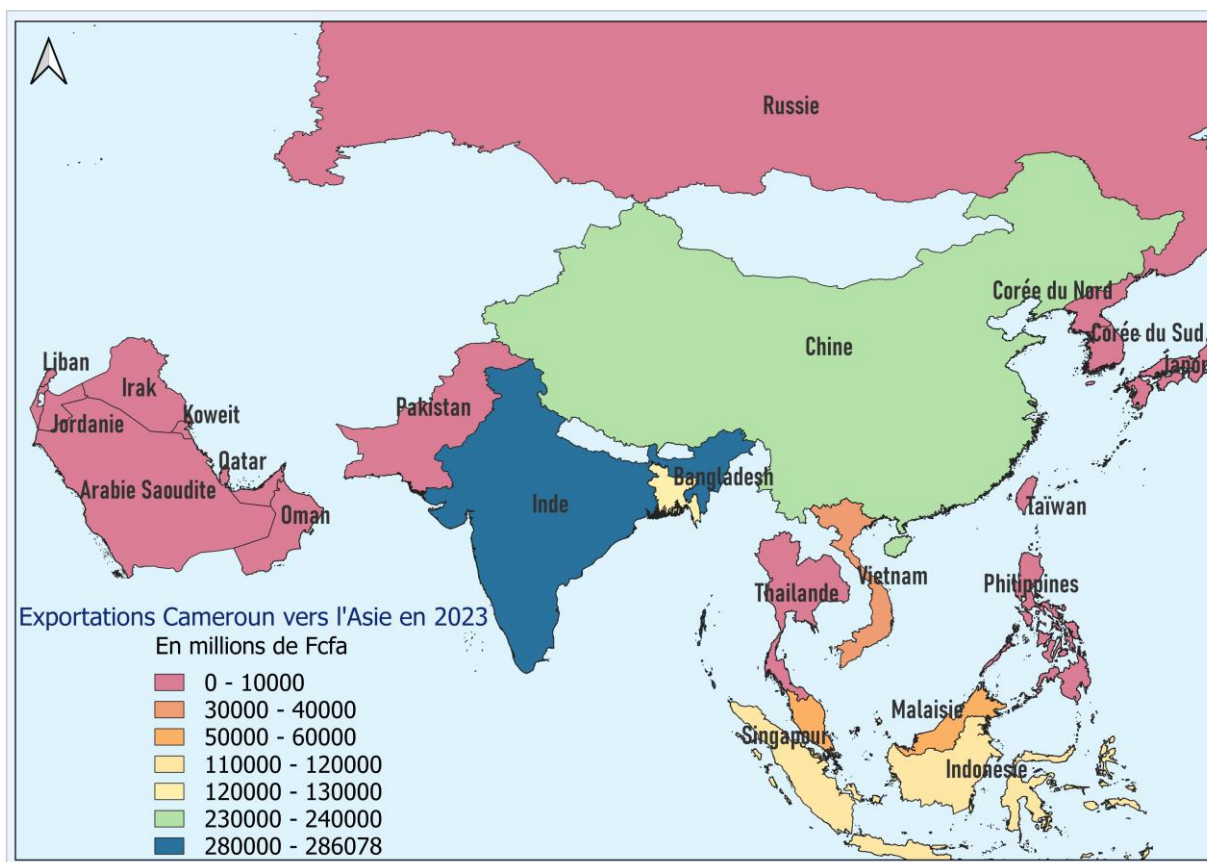 Russie
Corée du Nord
Corée du Sud
Japon
Chine
Liban
Irak
Koweit
Jordanie
Qatar
Arabie Saoudite
Oman
Pakistan
Bangladesh
Inde
Taïwan
Vietnam
Thailande
Philippines
Malaisie
Singapour
Indonésie
Exportations Cameroun vers l'Asie en 2023
En millions de Fcfa
0 - 10000
30000 - 40000
50000 - 60000
110000 - 120000
120000 - 130000
230000 - 240000
280000 - 286078